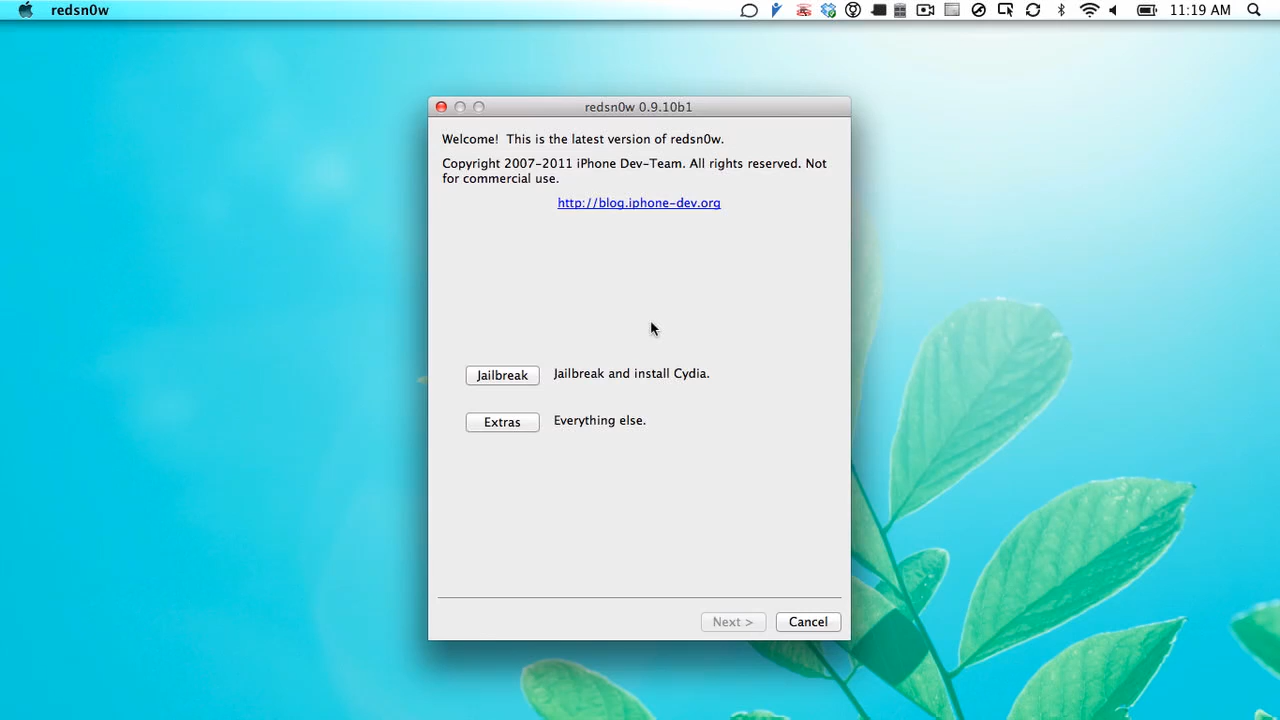 redsn0w
11:19 AM
redsn0w 0.9.10b1
Welcome!  This is the latest version of redsn0w.
Copyright 2007-2011 iPhone Dev-Team. All rights reserved. Not
for commercial use.
http://blog.iphone-dev.org
Jailbreak Jailbreak and install Cydia.
Extras Everything else.
Next > Cancel